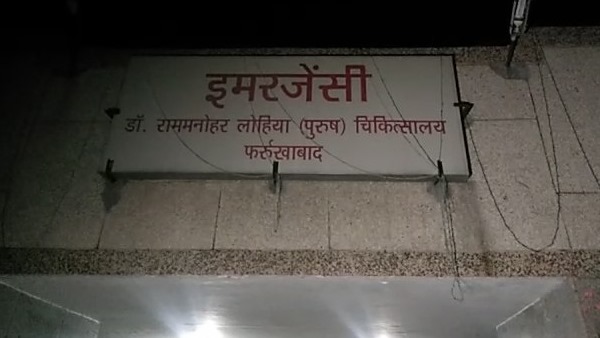 इमरजेंसी
डॉ. राममनोहर लोहिया (पुरुष) चिकित्सालय
फर्रुखाबाद